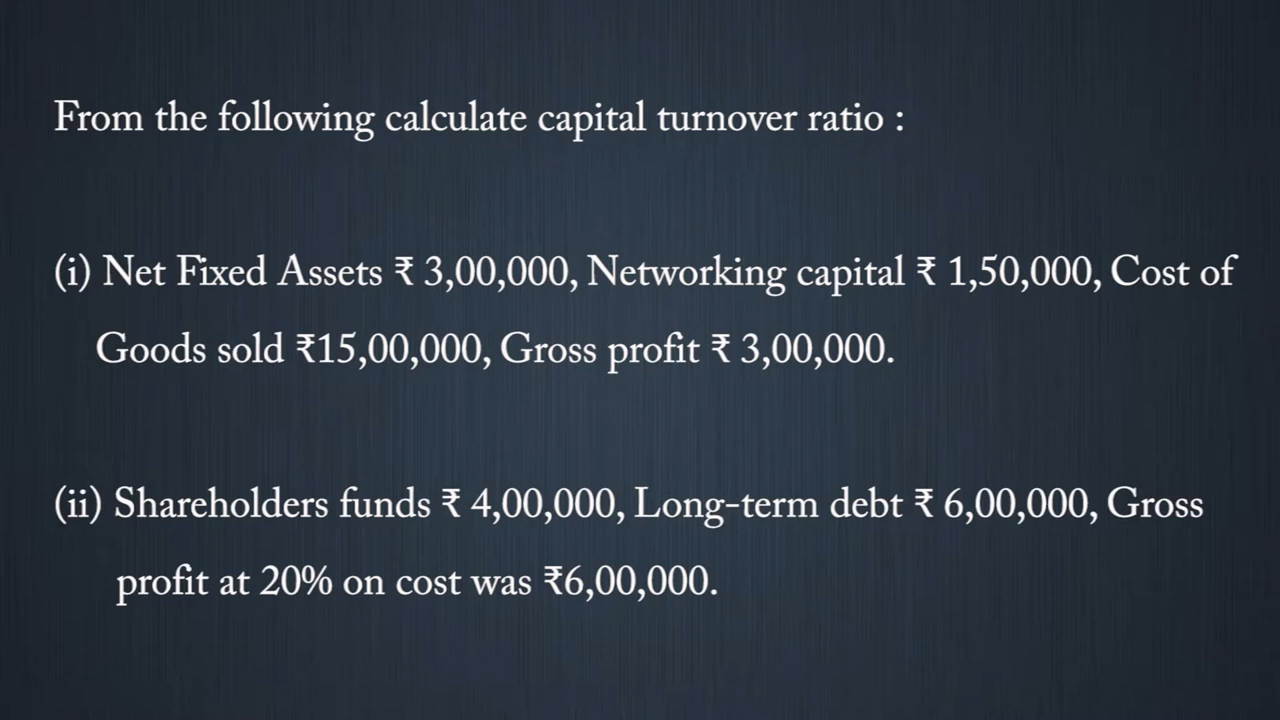 From the following calculate capital turnover ratio :
(i) Net Fixed Assets ₹ 3,00,000, Networking capital ₹ 1,50,000, Cost of
Goods sold ₹15,00,000, Gross profit ₹ 3,00,000.
(ii) Shareholders funds ₹ 4,00,000, Long-term debt ₹ 6,00,000, Gross
profit at 20% on cost was ₹6,00,000.